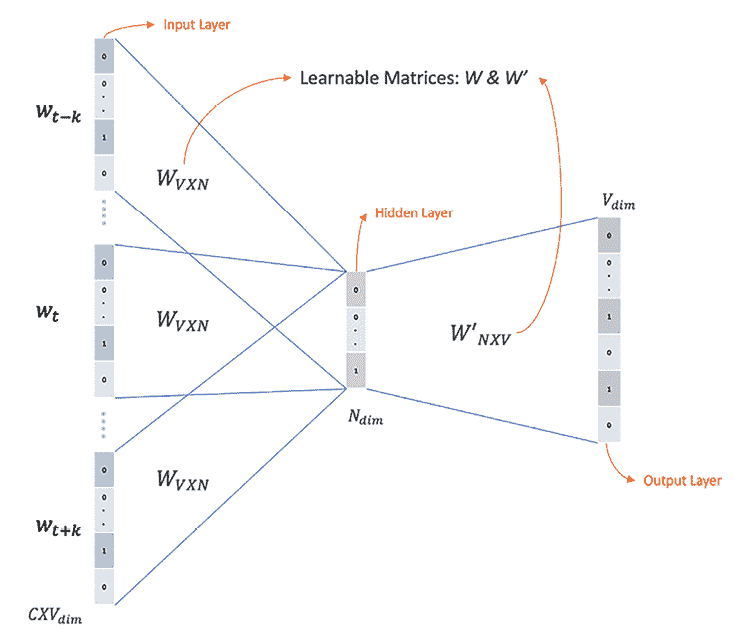 Input Layer
Learnable Matrices: W & W'
0
0
.
.
1
0
w_{t-k}
W_{VXN}
Hidden Layer
V_{dim}
0
0
.
.
1
0
w_t
W_{VXN}
0
0
.
.
1
N_{dim}
W'_{NXV}
0
0
.
.
1
0
1
0
Output Layer
0
0
.
.
1
0
w_{t+k}
W_{VXN}
CXV_{dim}